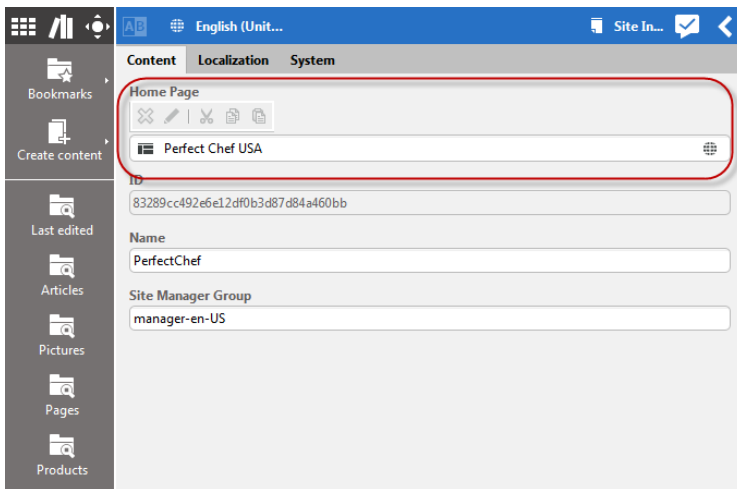 AB English (Unit... Site In...
Content Localization System
Bookmarks
Home Page
Create content
Perfect Chef USA
ID
83289cc492e6e12df0b3d87d84a460bb
Last edited
Name
PerfectChef
Articles
Site Manager Group
manager-en-US
Pictures
Pages
Products